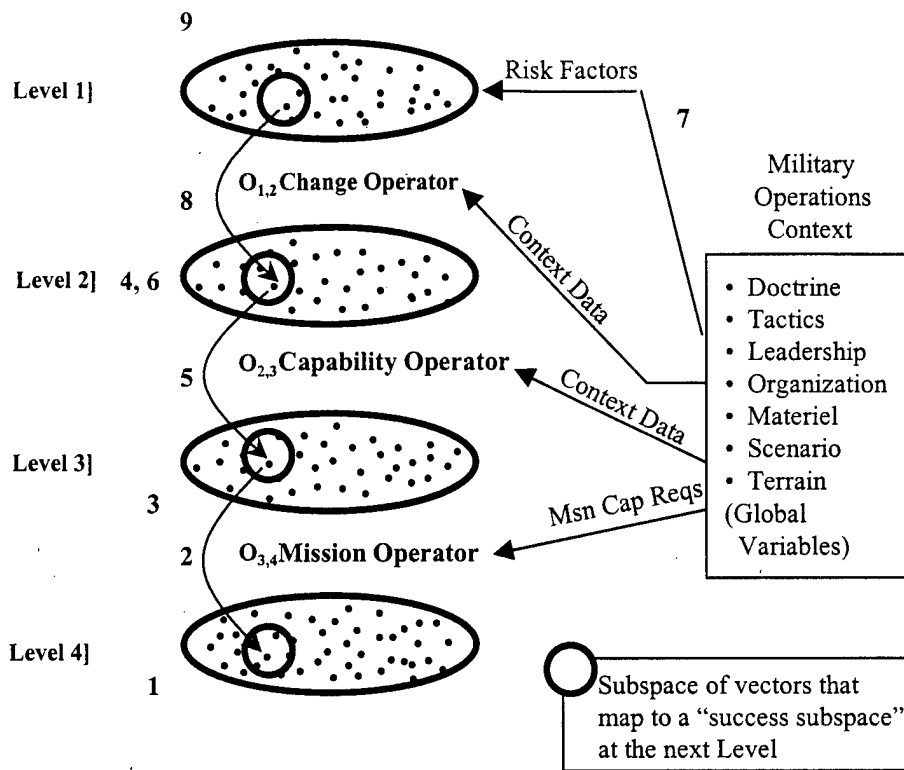 9
Level 1]
Risk Factors
7
Military
Operations
Context
O1,2 Change Operator
8
Context Data
Level 2] 4, 6
• Doctrine
• Tactics
• Leadership
• Organization
• Materiel
• Scenario
• Terrain
(Global
Variables)
O2,3 Capability Operator
5
Context Data
Level 3]
3
Msn Cap Reqs
2
O3,4 Mission Operator
Level 4]
1
Subspace of vectors that
map to a “success subspace”
at the next Level